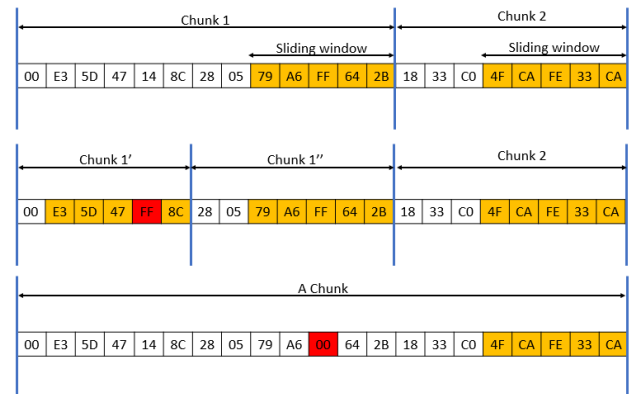 Chunk 1 Chunk 2
Sliding window Sliding window
00 E3 5D 47 14 8C 28 05 79 A6 FF 64 2B 18 33 C0 4F CA FE 33 CA
Chunk 1' Chunk 1'' Chunk 2
00 E3 5D 47 FF 8C 28 05 79 A6 FF 64 2B 18 33 C0 4F CA FE 33 CA
A Chunk
00 E3 5D 47 14 8C 28 05 79 A6 00 64 2B 18 33 C0 4F CA FE 33 CA